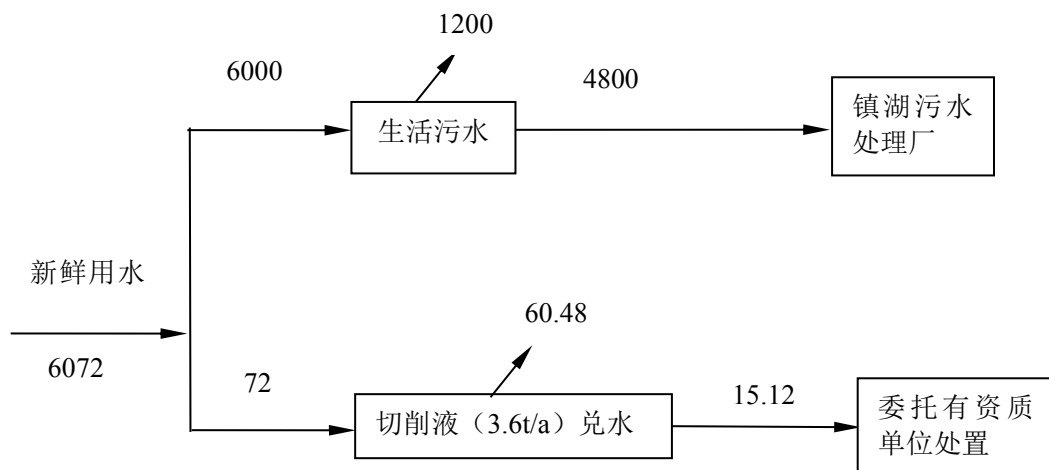 1200
6000
4800
生活污水
镇湖污水
处理厂
新鲜用水
6072
60.48
72
15.12
切削液（3.6t/a）兑水
委托有资质
单位处置